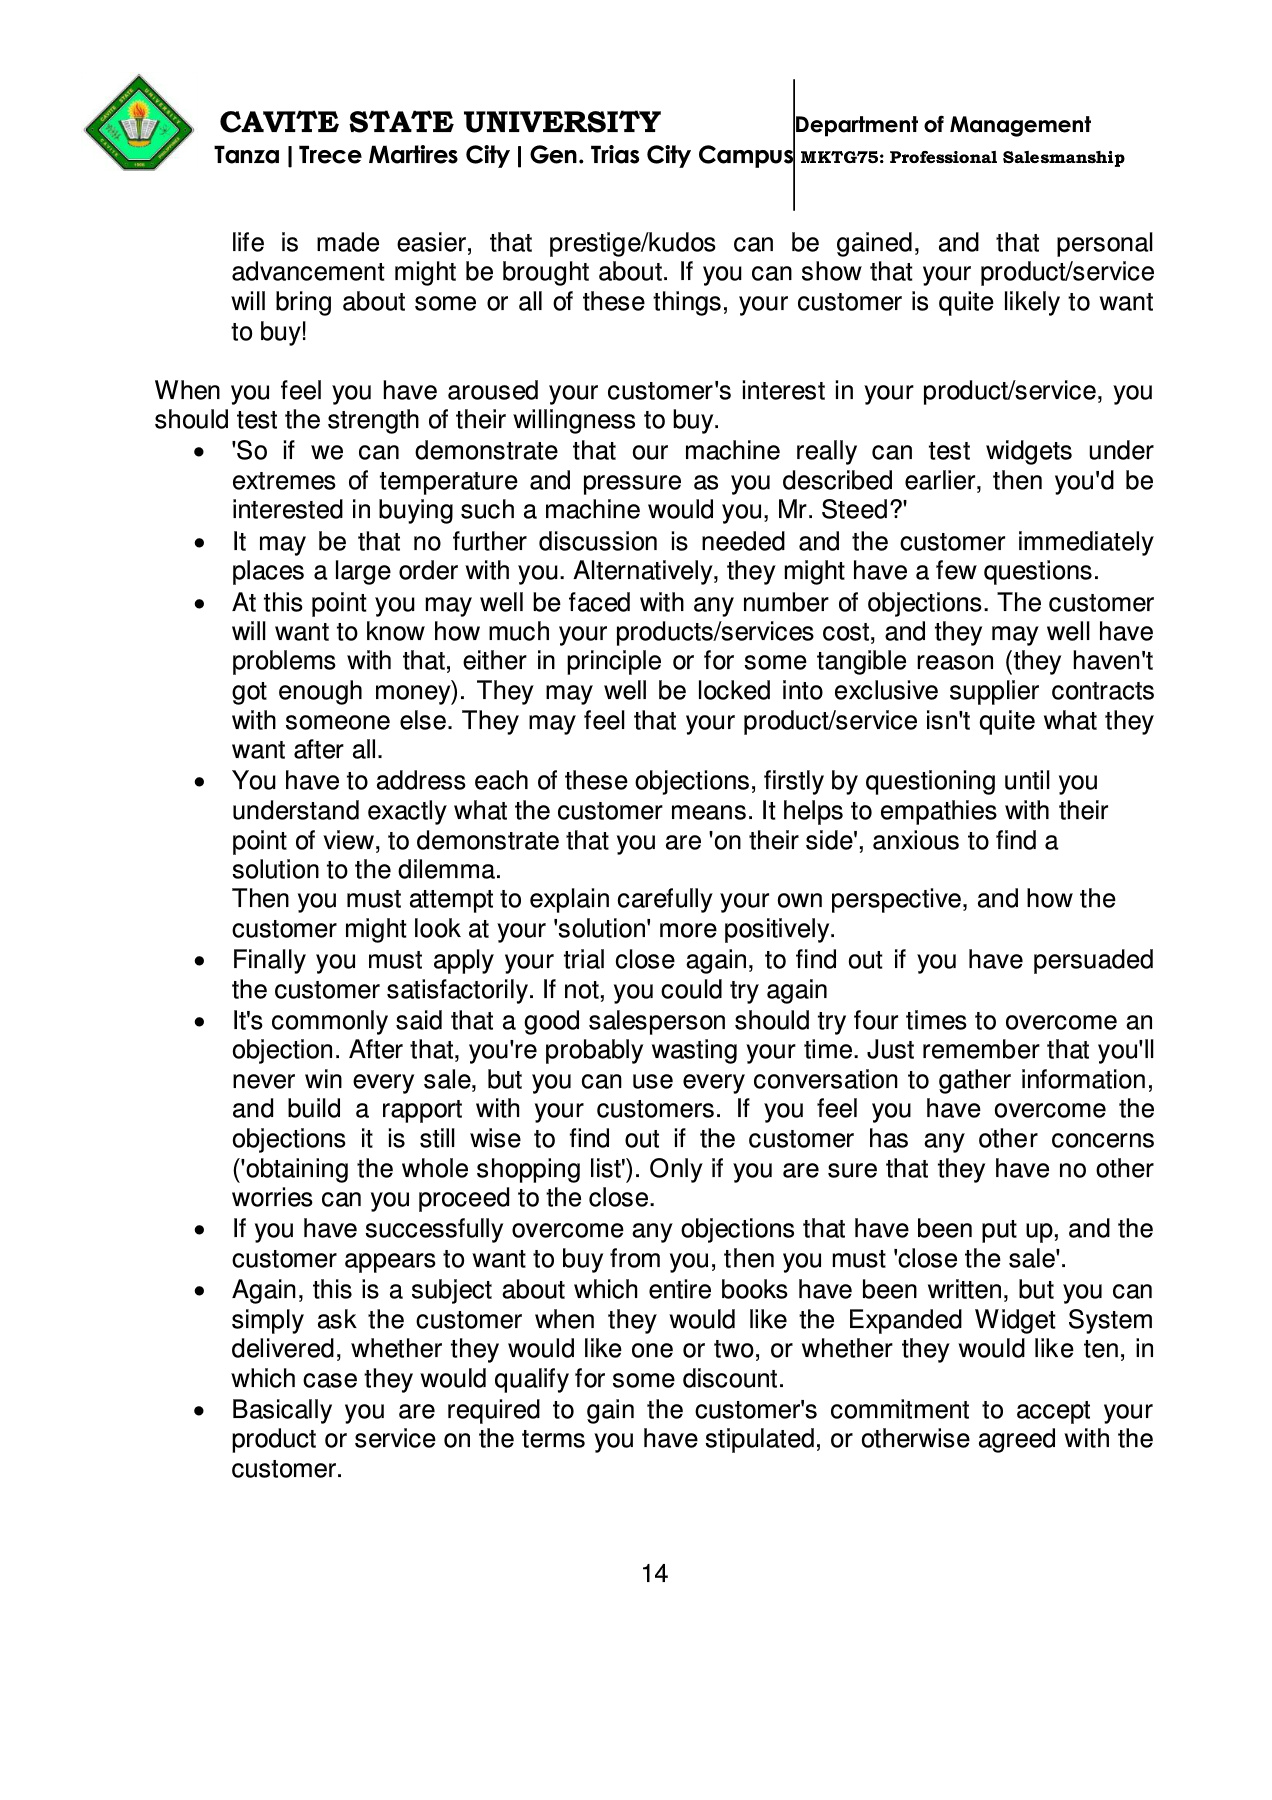 CAVITE STATE UNIVERSITY
Tanza | Trece Martires City | Gen. Trias City Campus
Department of Management
MKTG75: Professional Salesmanship
life is made easier, that prestige/kudos can be gained, and that personal
advancement might be brought about. If you can show that your product/service
will bring about some or all of these things, your customer is quite likely to want
to buy!
When you feel you have aroused your customer's interest in your product/service, you
should test the strength of their willingness to buy.
• 'So if we can demonstrate that our machine really can test widgets under
extremes of temperature and pressure as you described earlier, then you'd be
interested in buying such a machine would you, Mr. Steed?'
• It may be that no further discussion is needed and the customer immediately
places a large order with you. Alternatively, they might have a few questions.
• At this point you may well be faced with any number of objections. The customer
will want to know how much your products/services cost, and they may well have
problems with that, either in principle or for some tangible reason (they haven't
got enough money). They may well be locked into exclusive supplier contracts
with someone else. They may feel that your product/service isn't quite what they
want after all.
• You have to address each of these objections, firstly by questioning until you
understand exactly what the customer means. It helps to empathies with their
point of view, to demonstrate that you are 'on their side', anxious to find a
solution to the dilemma.
Then you must attempt to explain carefully your own perspective, and how the
customer might look at your 'solution' more positively.
• Finally you must apply your trial close again, to find out if you have persuaded
the customer satisfactorily. If not, you could try again
• It's commonly said that a good salesperson should try four times to overcome an
objection. After that, you're probably wasting your time. Just remember that you'll
never win every sale, but you can use every conversation to gather information,
and build a rapport with your customers. If you feel you have overcome the
objections it is still wise to find out if the customer has any other concerns
('obtaining the whole shopping list'). Only if you are sure that they have no other
worries can you proceed to the close.
• If you have successfully overcome any objections that have been put up, and the
customer appears to want to buy from you, then you must 'close the sale'.
• Again, this is a subject about which entire books have been written, but you can
simply ask the customer when they would like the Expanded Widget System
delivered, whether they would like one or two, or whether they would like ten, in
which case they would qualify for some discount.
• Basically you are required to gain the customer's commitment to accept your
product or service on the terms you have stipulated, or otherwise agreed with the
customer.
14